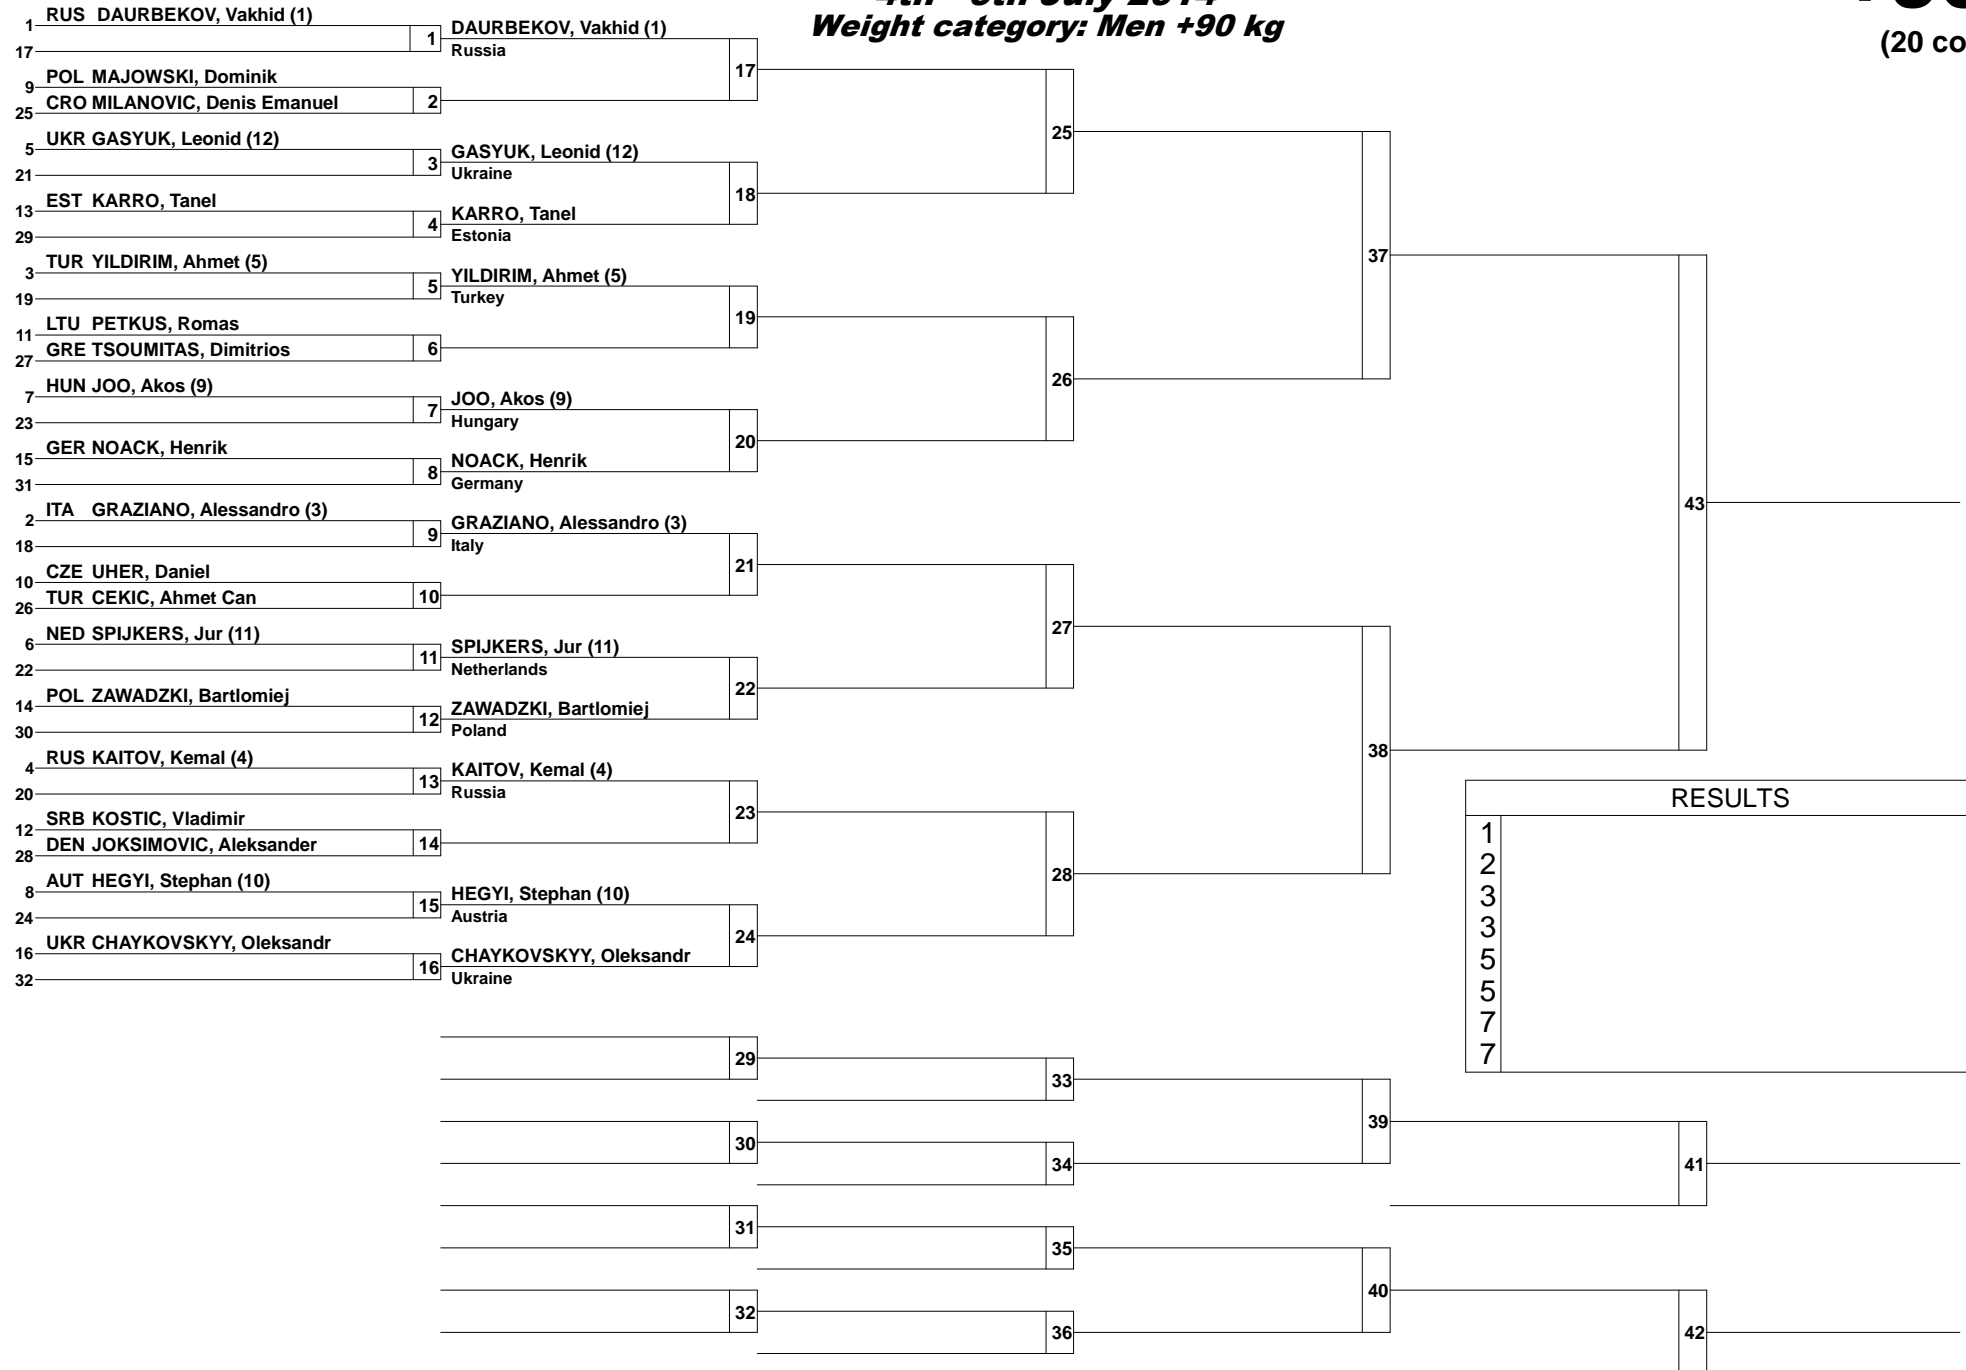 4th - 6th July 2014
Weight category: Men +90 kg
(20 co
1 RUS DAURBEKOV, Vakhid (1)
17
1 DAURBEKOV, Vakhid (1)
Russia
9 POL MAJOWSKI, Dominik
25 CRO MILANOVIC, Denis Emanuel
2
17
5 UKR GASYUK, Leonid (12)
21
3 GASYUK, Leonid (12)
Ukraine
13 EST KARRO, Tanel
29
4 KARRO, Tanel
Estonia
18
25
3 TUR YILDIRIM, Ahmet (5)
19
5 YILDIRIM, Ahmet (5)
Turkey
11 LTU PETKUS, Romas
27 GRE TSOUMITAS, Dimitrios
6
19
7 HUN JOO, Akos (9)
23
7 JOO, Akos (9)
Hungary
15 GER NOACK, Henrik
31
8 NOACK, Henrik
Germany
20
26
37
2 ITA GRAZIANO, Alessandro (3)
18
9 GRAZIANO, Alessandro (3)
Italy
10 CZE UHER, Daniel
26 TUR CEKIC, Ahmet Can
10
21
6 NED SPIJKERS, Jur (11)
22
11 SPIJKERS, Jur (11)
Netherlands
14 POL ZAWADZKI, Bartlomiej
30
12 ZAWADZKI, Bartlomiej
Poland
22
27
4 RUS KAITOV, Kemal (4)
20
13 KAITOV, Kemal (4)
Russia
12 SRB KOSTIC, Vladimir
28 DEN JOKSIMOVIC, Aleksander
14
23
8 AUT HEGYI, Stephan (10)
24
15 HEGYI, Stephan (10)
Austria
16 UKR CHAYKOVSKYY, Oleksandr
32
16 CHAYKOVSKYY, Oleksandr
Ukraine
24
28
38
43
RESULTS
1
2
3
3
5
5
7
7
29
33
30
34
39
41
31
35
32
36
40
42